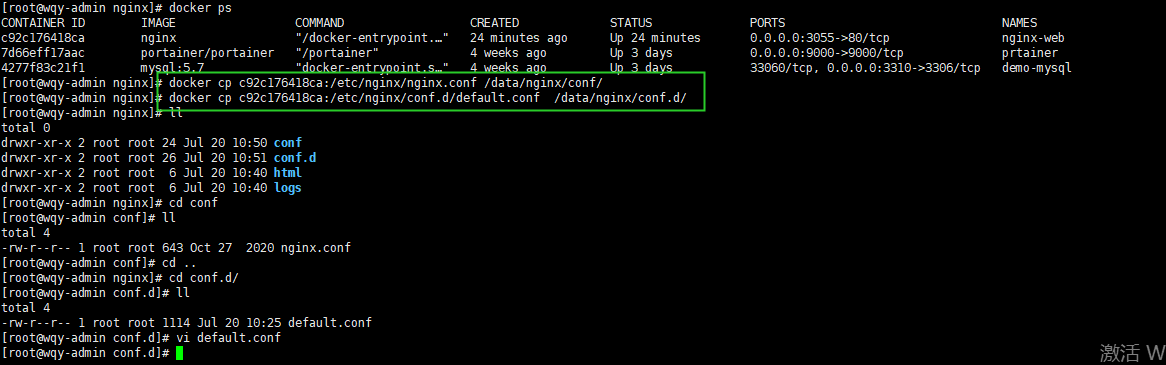 [root@wqy-admin nginx]# docker ps
CONTAINER ID        IMAGE                 COMMAND                  CREATED             STATUS              PORTS                               NAMES
c92c176418ca        nginx                 "/docker-entrypoint.…"   24 minutes ago      Up 24 minutes       0.0.0.0:3055->80/tcp                nginx-web
7d66eff17aac        portainer/portainer   "/portainer"             4 weeks ago         Up 3 days           0.0.0.0:9000->9000/tcp              prtainer
4277f83c21f1        mysql:5.7             "docker-entrypoint.s…"   4 weeks ago         Up 3 days           33060/tcp, 0.0.0.0:3310->3306/tcp   demo-mysql
[root@wqy-admin nginx]# docker cp c92c176418ca:/etc/nginx/nginx.conf /data/nginx/conf/
[root@wqy-admin nginx]# docker cp c92c176418ca:/etc/nginx/conf.d/default.conf  /data/nginx/conf.d/
[root@wqy-admin nginx]# ll
total 0
drwxr-xr-x 2 root root 24 Jul 20 10:50 conf
drwxr-xr-x 2 root root 26 Jul 20 10:51 conf.d
drwxr-xr-x 2 root root  6 Jul 20 10:40 html
drwxr-xr-x 2 root root  6 Jul 20 10:40 logs
[root@wqy-admin nginx]# cd conf
[root@wqy-admin conf]# ll
total 4
-rw-r--r-- 1 root root 643 Oct 27  2020 nginx.conf
[root@wqy-admin conf]# cd ..
[root@wqy-admin nginx]# cd conf.d/
[root@wqy-admin conf.d]# ll
total 4
-rw-r--r-- 1 root root 1114 Jul 20 10:25 default.conf
[root@wqy-admin conf.d]# vi default.conf
[root@wqy-admin conf.d]#
激活 W